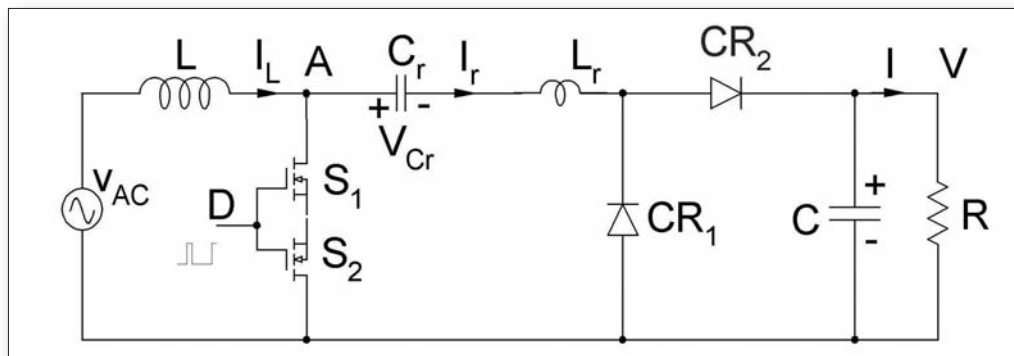 L
I_L
A
C_r
I_r
L_r
CR_2
I
V
+ -
V_Cr
v_AC
D
S_1
S_2
CR_1
C
+
-
R